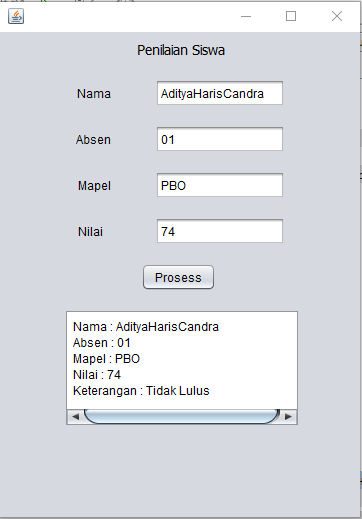 Penilaian Siswa
Nama AdityaHarisCandra
Absen 01
Mapel PBO
Nilai 74
Prosess
Nama : AdityaHarisCandra
Absen : 01
Mapel : PBO
Nilai : 74
Keterangan : Tidak Lulus